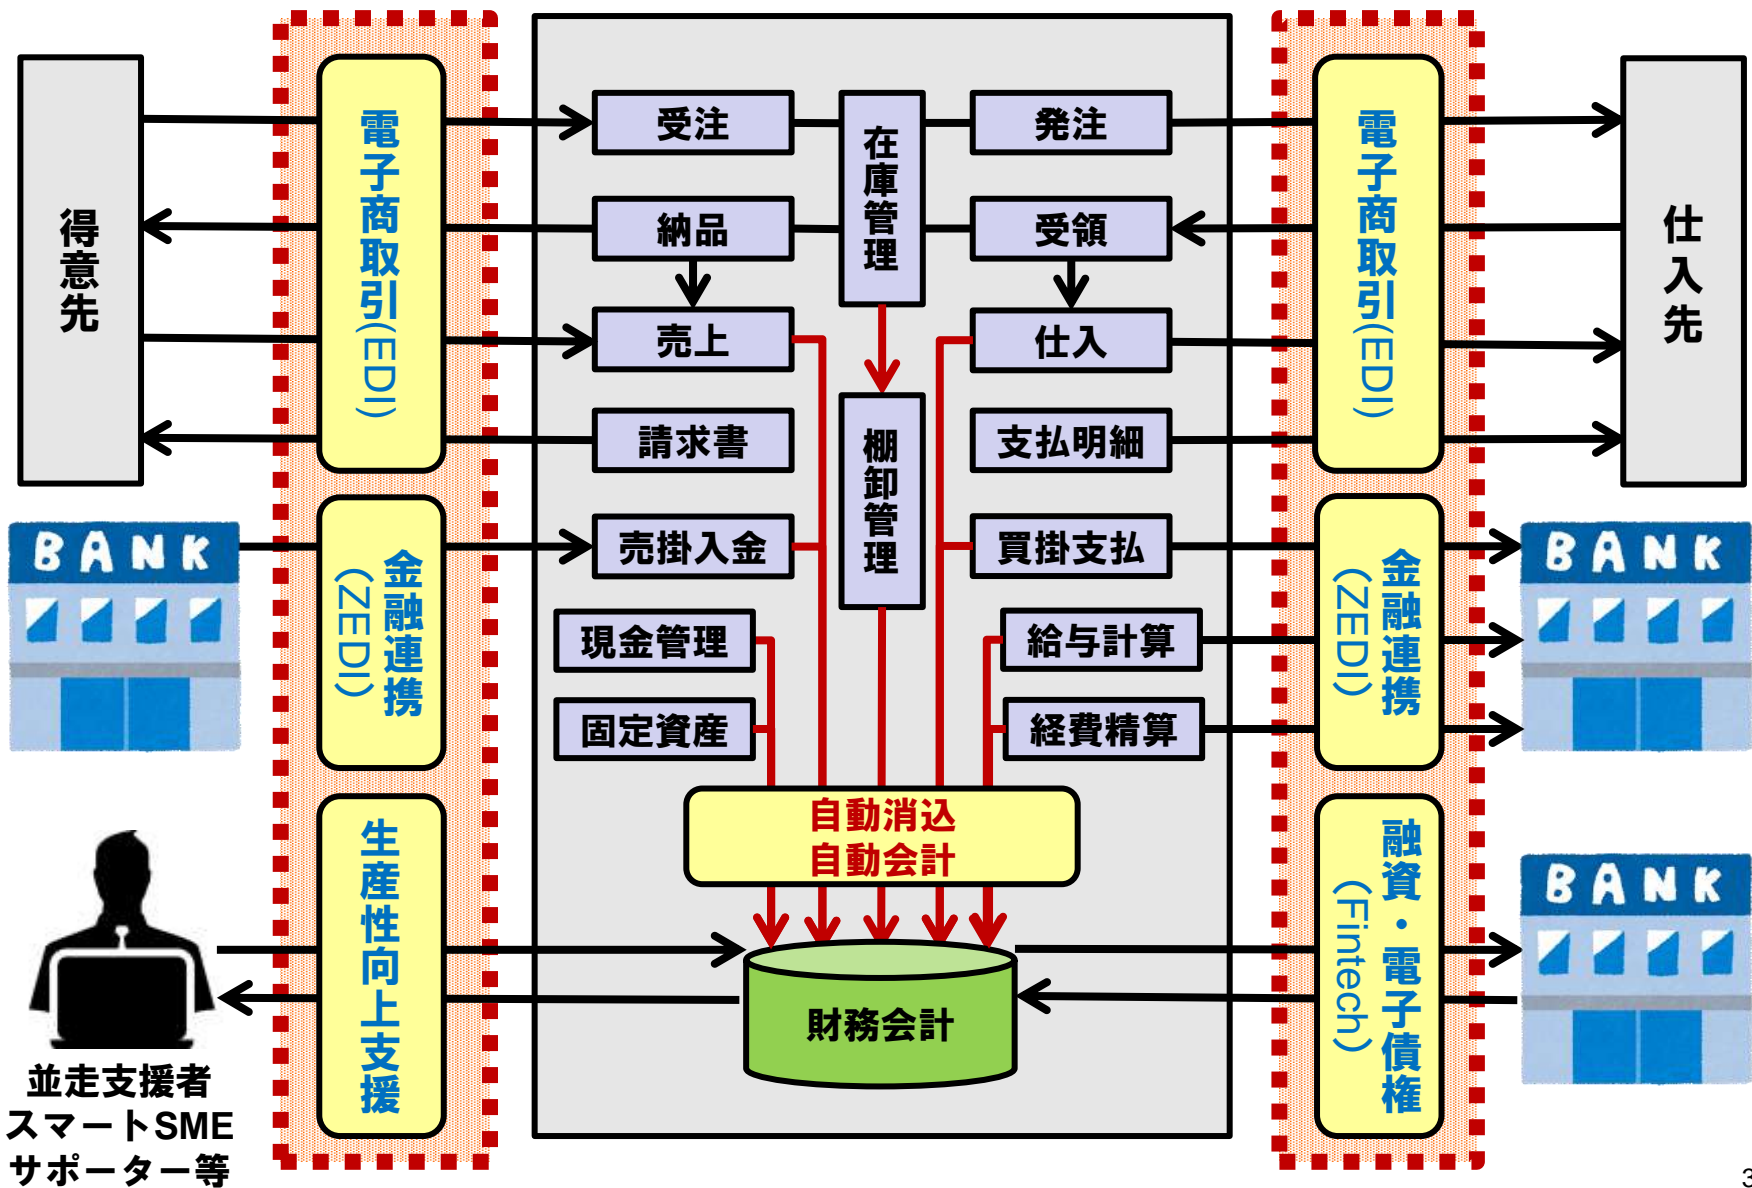 得意先
電子商取引(EDI)
受注
在庫管理
発注
電子商取引(EDI)
仕入先
納品
受領
売上
仕入
請求書
棚卸管理
支払明細
BANK
金融連携
(ZEDI)
売掛入金
買掛支払
金融連携
(ZEDI)
BANK
現金管理
給与計算
固定資産
経費精算
自動消込
自動会計
生産性向上支援
財務会計
融資・電子債権
(Fintech)
BANK
並走支援者
スマートSME
サポーター等
3